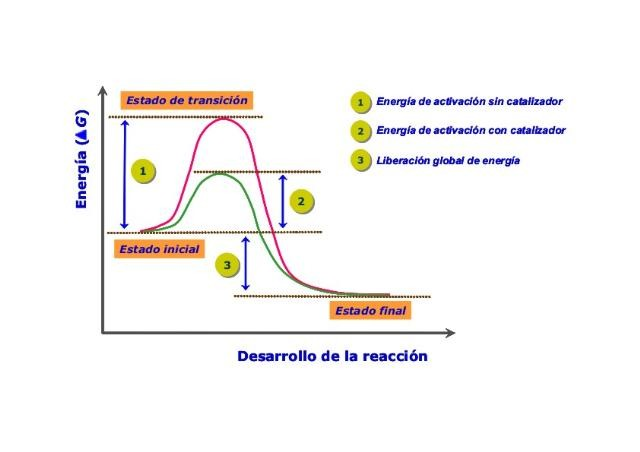 Estado de transición
1 Energía de activación sin catalizador
2 Energía de activación con catalizador
3 Liberación global de energía
Energía (▲G)
1
2
Estado inicial
3
Estado final
Desarrollo de la reacción